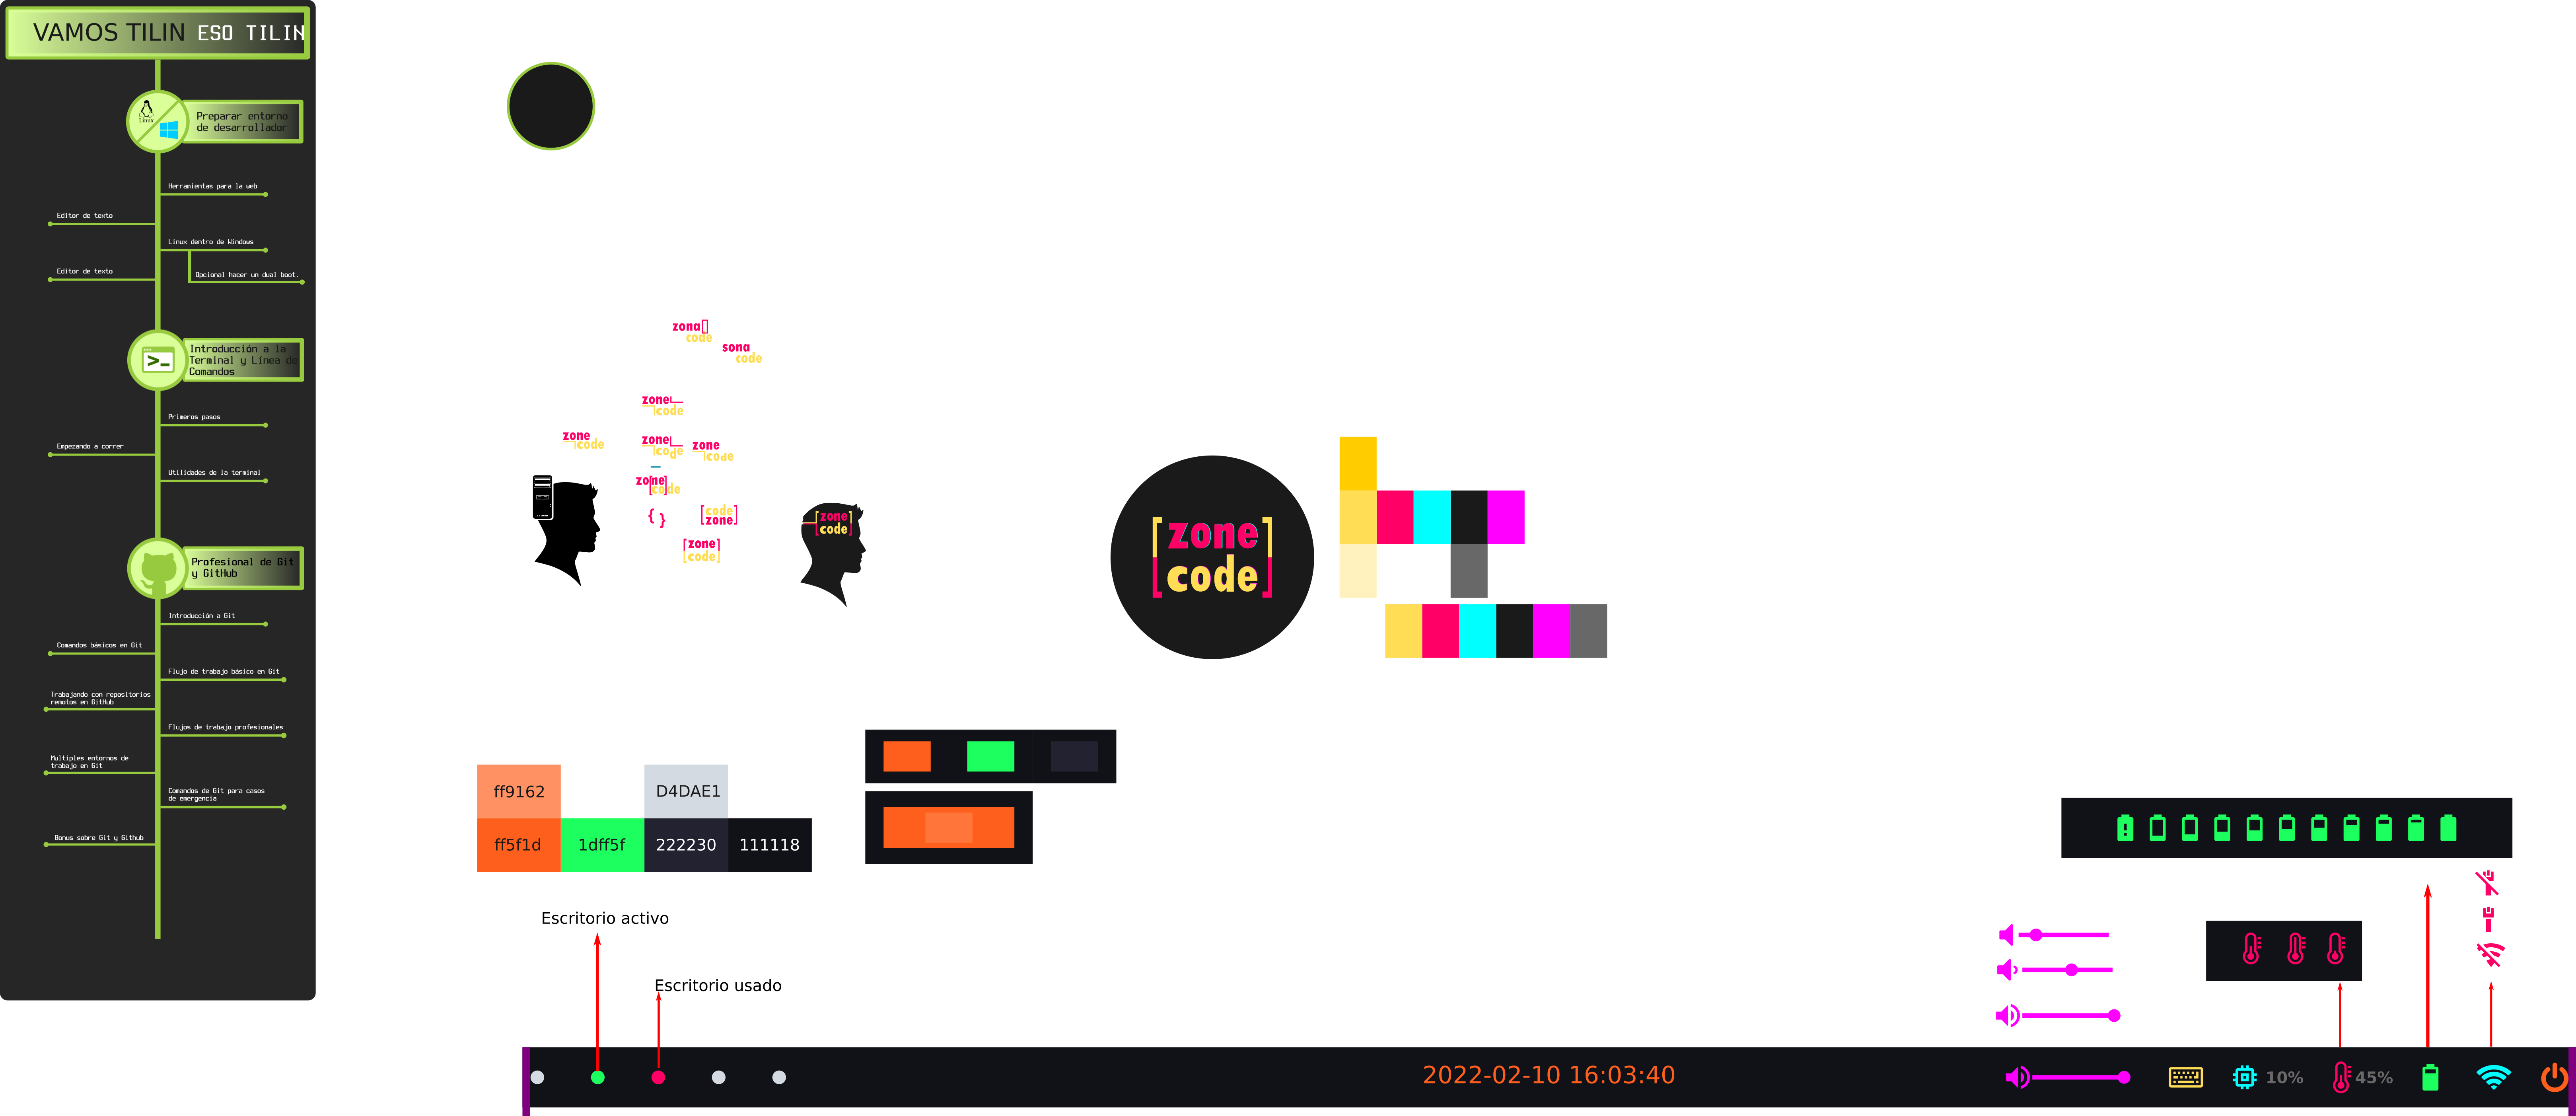 VAMOS TILIN ESO TILIN
Linux
Preparar entorno
de desarrollador
Herramientas para la web
Editor de texto
Linux dentro de Windows
Editor de texto
Opcional hacer un dual boot.
>_
Introducción a la
Terminal y Línea de
Comandos
Primeros pasos
Empezando a correr
Utilidades de la terminal
Profesional de Git
y GitHub
Introducción a Git
Comandos básicos en Git
Flujo de trabajo básico en Git
Trabajando con repositorios
remotos en GitHub
Flujos de trabajo profesionales
Multiples entornos de
trabajo en Git
Comandos de Git para casos
de emergencia
Bonus sobre Git y Github
zona[]
code
sona
code
zone
code
zone
code
zone
code
zone
code
zone
[code]
{ }
[code
zone]
[zone]
[code]
[zone
code]
[zone]
[code]
ff9162
D4DAE1
ff5f1d
1dff5f
222230
111118
Escritorio activo
Escritorio usado
2022-02-10 16:03:40
10%
45%